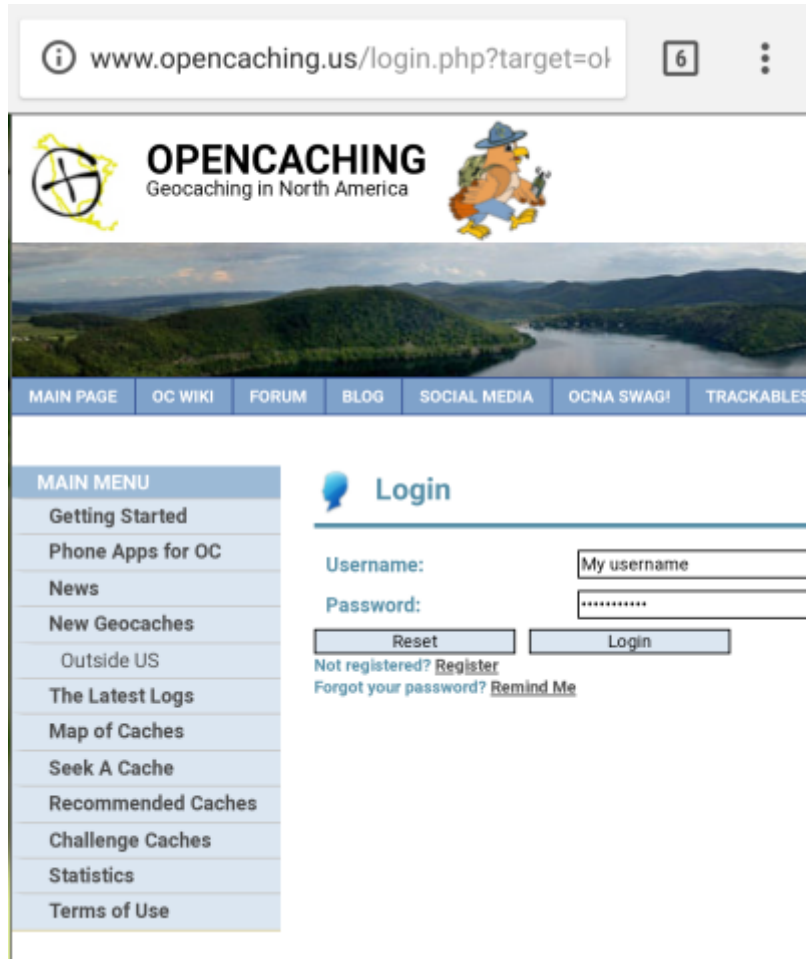 www.opencaching.us/login.php?targ​et=ok
6
OPENCACHING
Geocaching in North America
MAIN PAGE OC WIKI FORUM BLOG SOCIAL MEDIA OCNA SWAG! TRACKABLES
MAIN MENU
Getting Started
Phone Apps for OC
News
New Geocaches
Outside US
The Latest Logs
Map of Caches
Seek A Cache
Recommended Caches
Challenge Caches
Statistics
Terms of Use
Login
Username: My username
Password: •••••••••••
Reset Login
Not registered? Register
Forgot your password? Remind Me